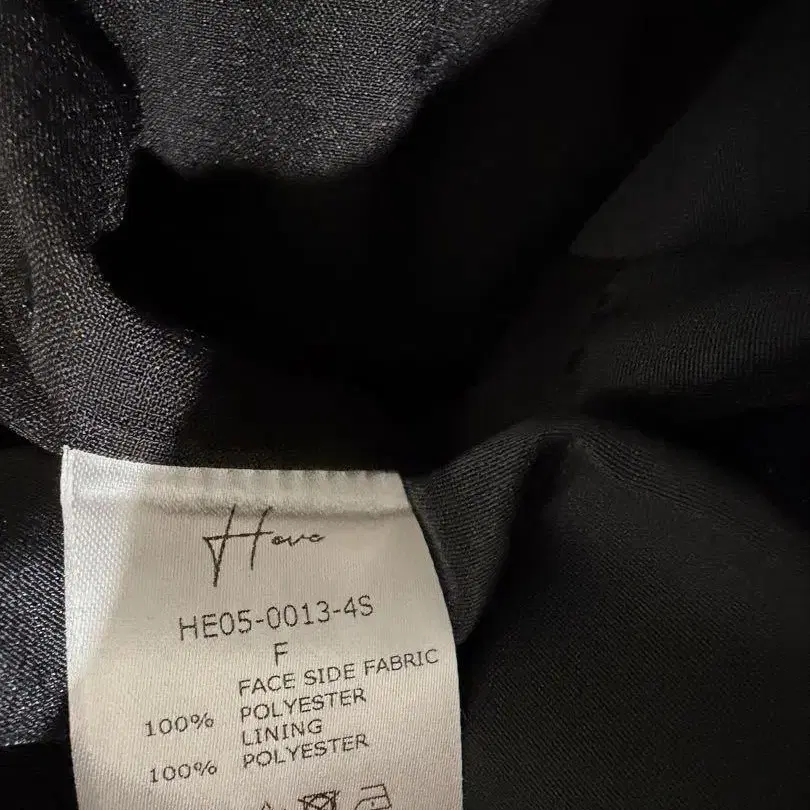 Hove
HE05-0013-4S
F
FACE SIDE FABRIC
100% POLYESTER
LINING
100% POLYESTER